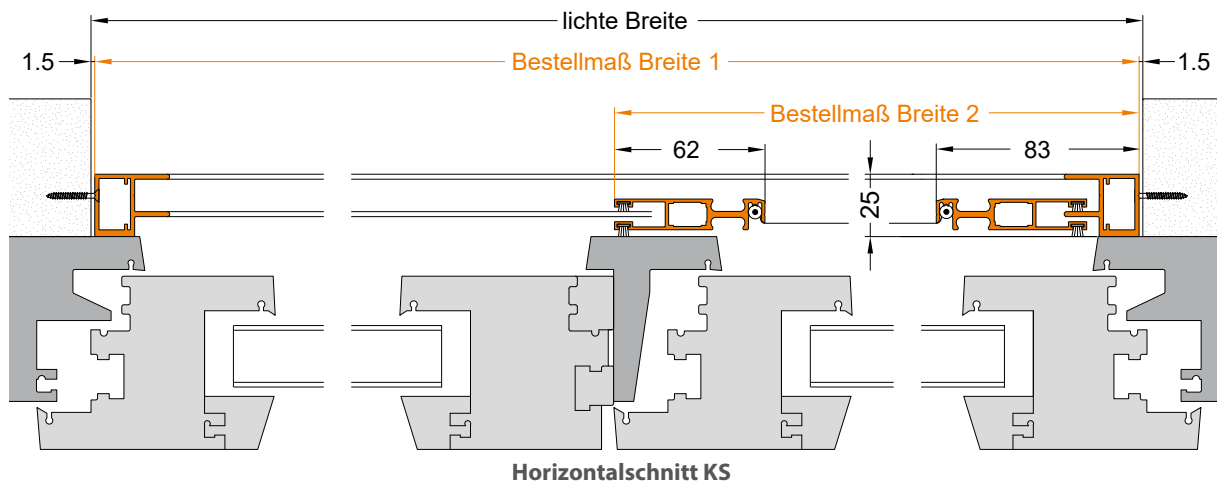 lichte Breite
1.5
Bestellmaß Breite 1
1.5
Bestellmaß Breite 2
62
83
25
Horizontalschnitt KS